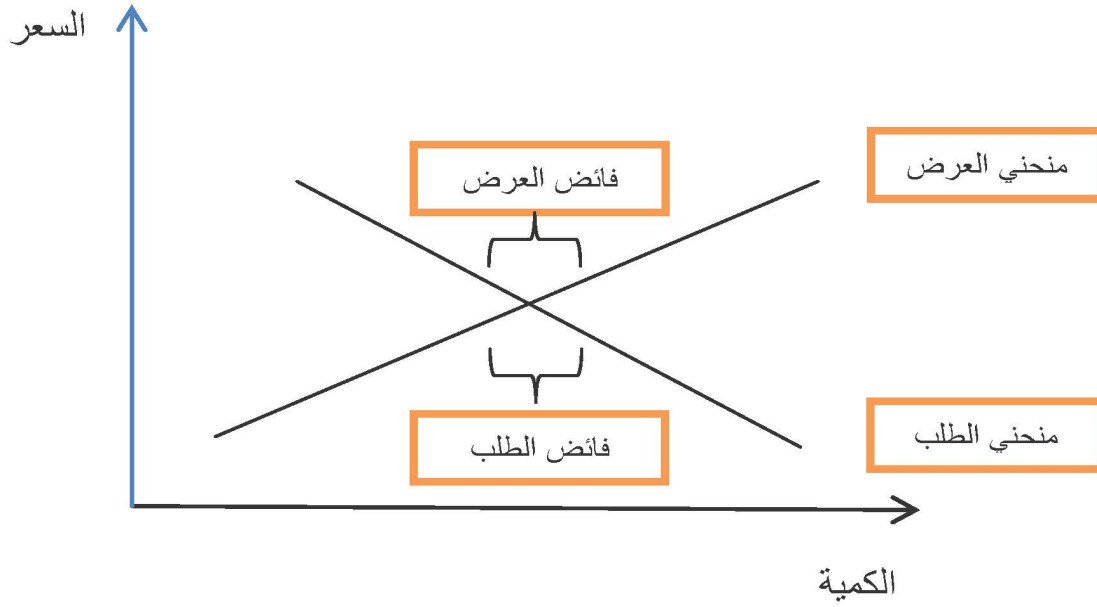 السعر
منحني العرض
فائض العرض
منحني الطلب
فائض الطلب
الكمية